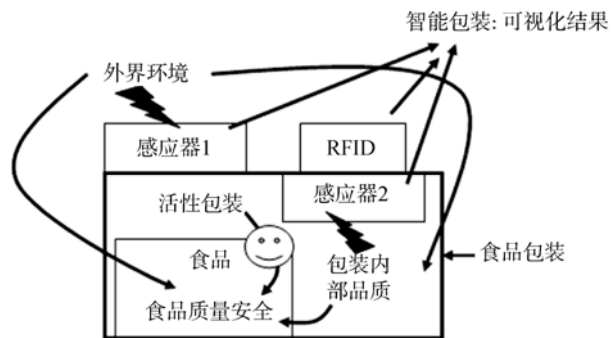 智能包装: 可视化结果
外界环境
感应器1
RFID
感应器2
活性包装
食品
包装内
部品质
食品包装
食品质量安全